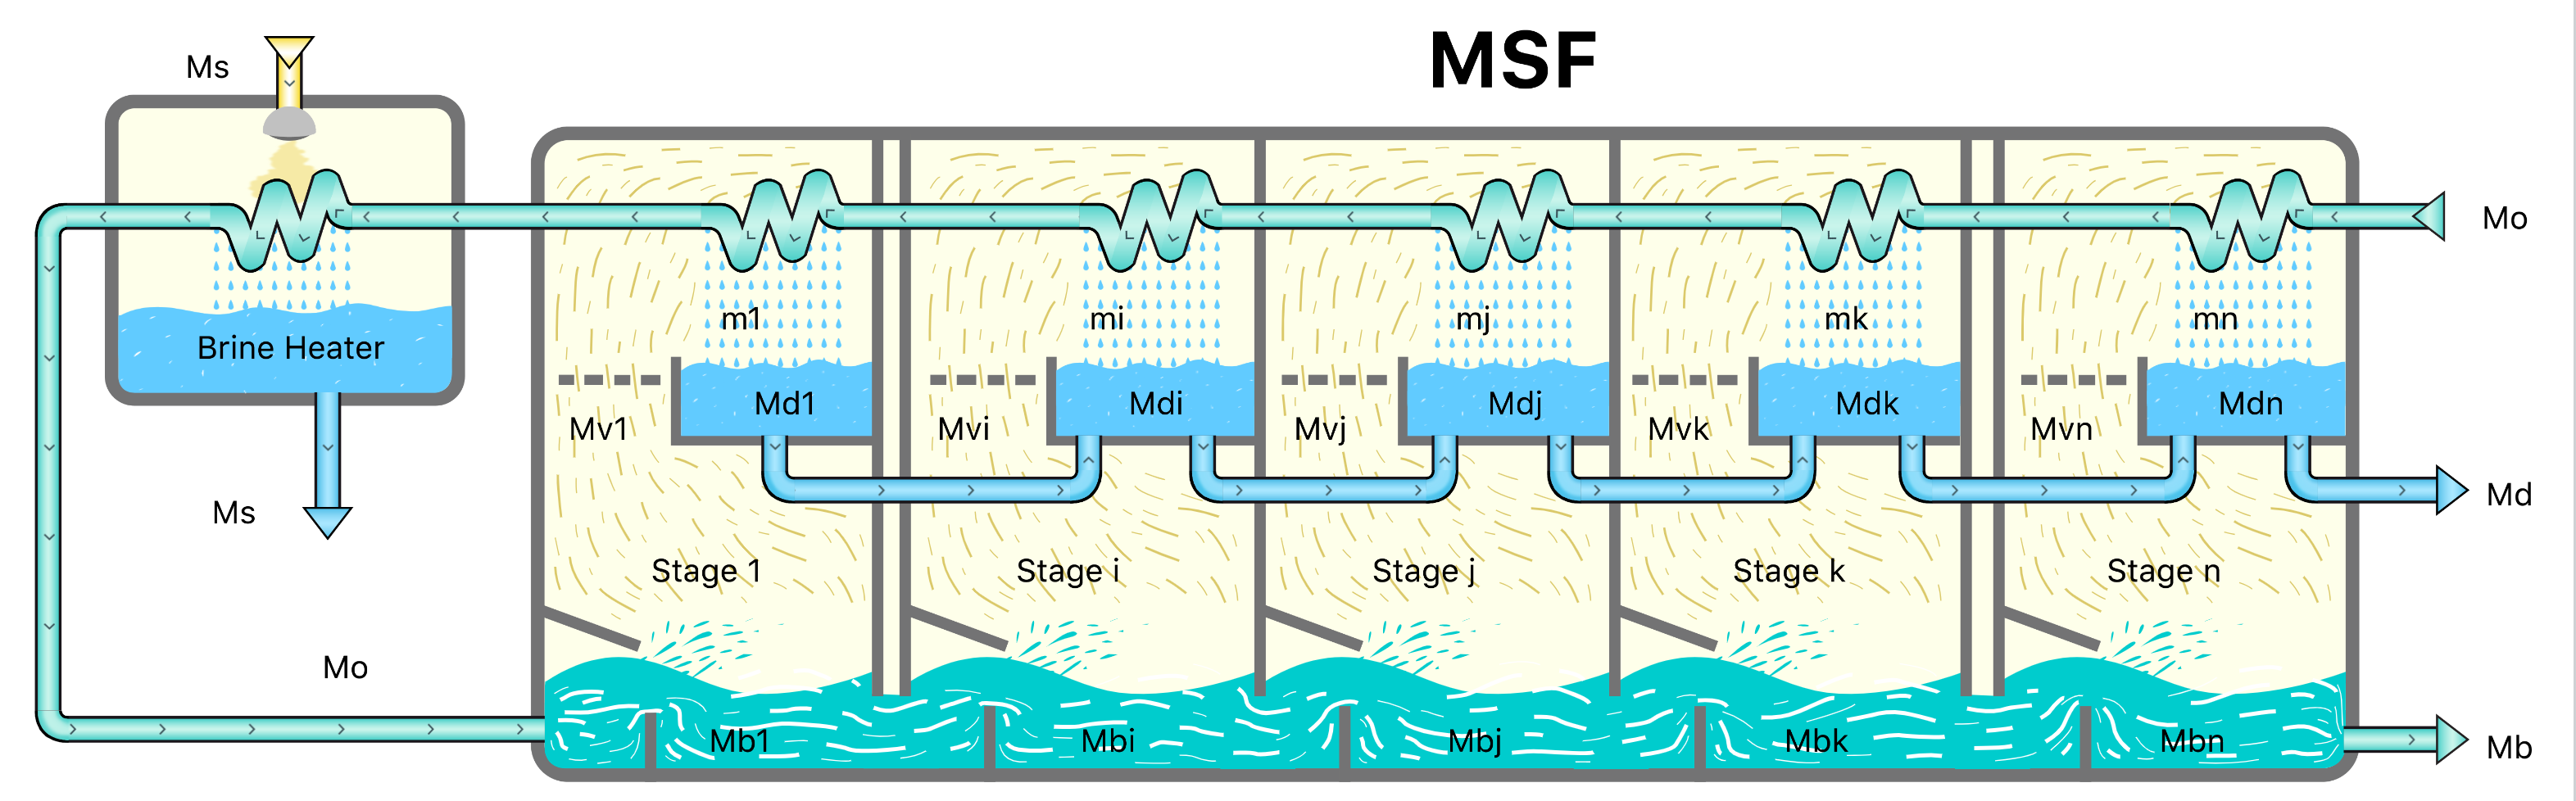 MSF
Ms
Mo
m1
mi
mj
mk
mn
Brine Heater
Md1
Mdi
Mdj
Mdk
Mdn
Mv1
Mvi
Mvj
Mvk
Mvn
Md
Ms
Stage 1
Stage i
Stage j
Stage k
Stage n
Mo
Mb1
Mbi
Mbj
Mbk
Mbn
Mb